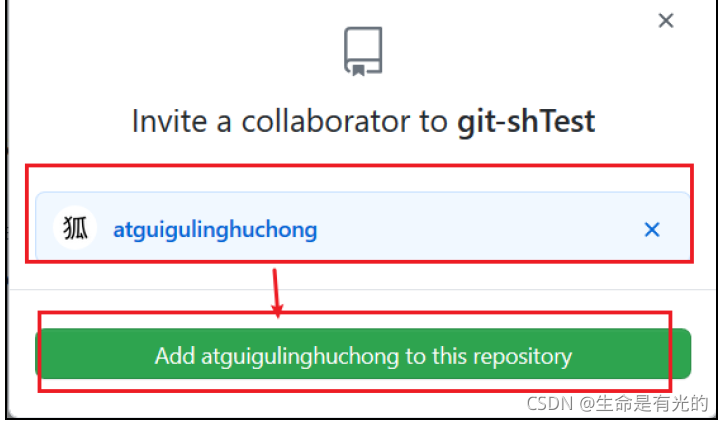 Invite a collaborator to git-shTest
狐 atguigulinghuchong
Add atguigulinghuchong to this repository
CSDN @生命是有光的